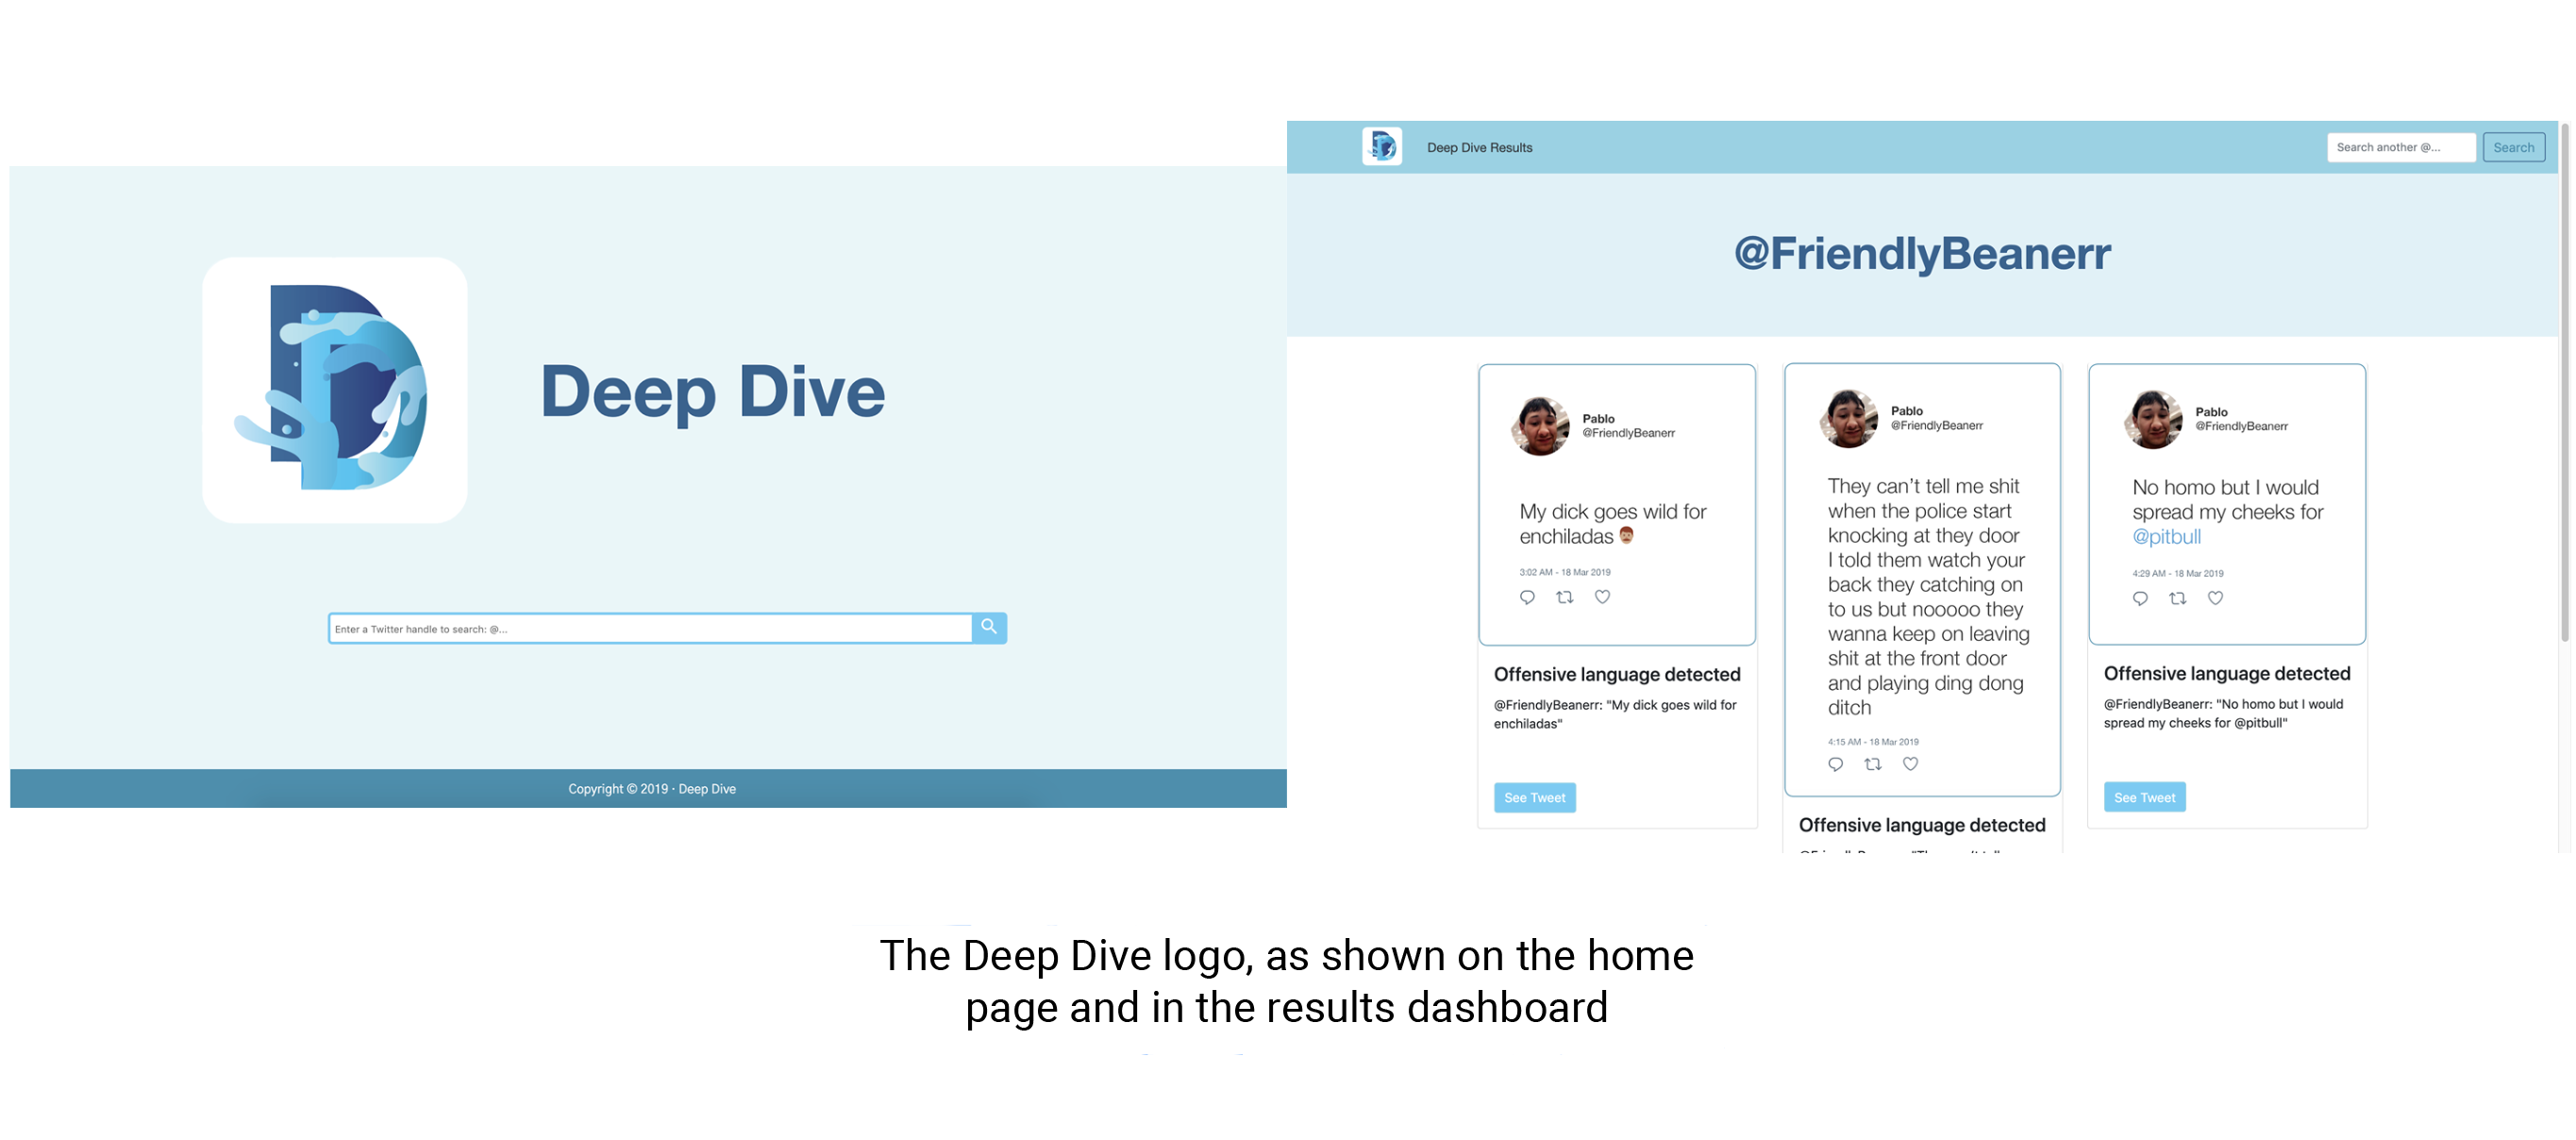 Deep Dive
Enter a Twitter handle to search: @...
Copyright © 2019 · Deep Dive
Deep Dive Results
Search another @...
Search
@FriendlyBeanerr
Pablo
@FriendlyBeanerr
My dick goes wild for
enchiladas
3:02 AM - 18 Mar 2019
Offensive language detected
@FriendlyBeanerr: "My dick goes wild for
enchiladas"
See Tweet
Pablo
@FriendlyBeanerr
They can't tell me shit
when the police start
knocking at they door
I told them watch your
back they catching on
to us but nooooo they
wanna keep on leaving
shit at the front door
and playing ding dong
ditch
4:15 AM - 18 Mar 2019
Offensive language detected
Pablo
@FriendlyBeanerr
No homo but I would
spread my cheeks for
@pitbull
4:29 AM - 18 Mar 2019
Offensive language detected
@FriendlyBeanerr: "No homo but I would
spread my cheeks for @pitbull"
See Tweet
The Deep Dive logo, as shown on the home
page and in the results dashboard